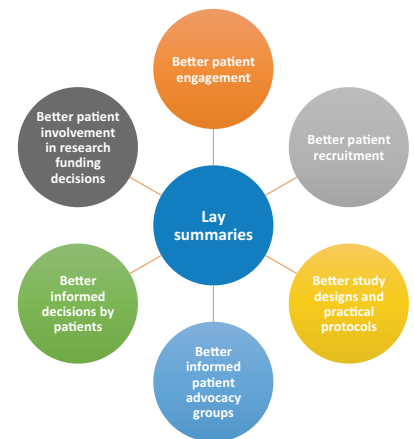 Better patient
engagement
Better patient
involvement
in research
funding
decisions
Better patient
recruitment
Lay
summaries
Better
informed
decisions by
patients
Better study
designs and
practical
protocols
Better
informed
patient
advocacy
groups